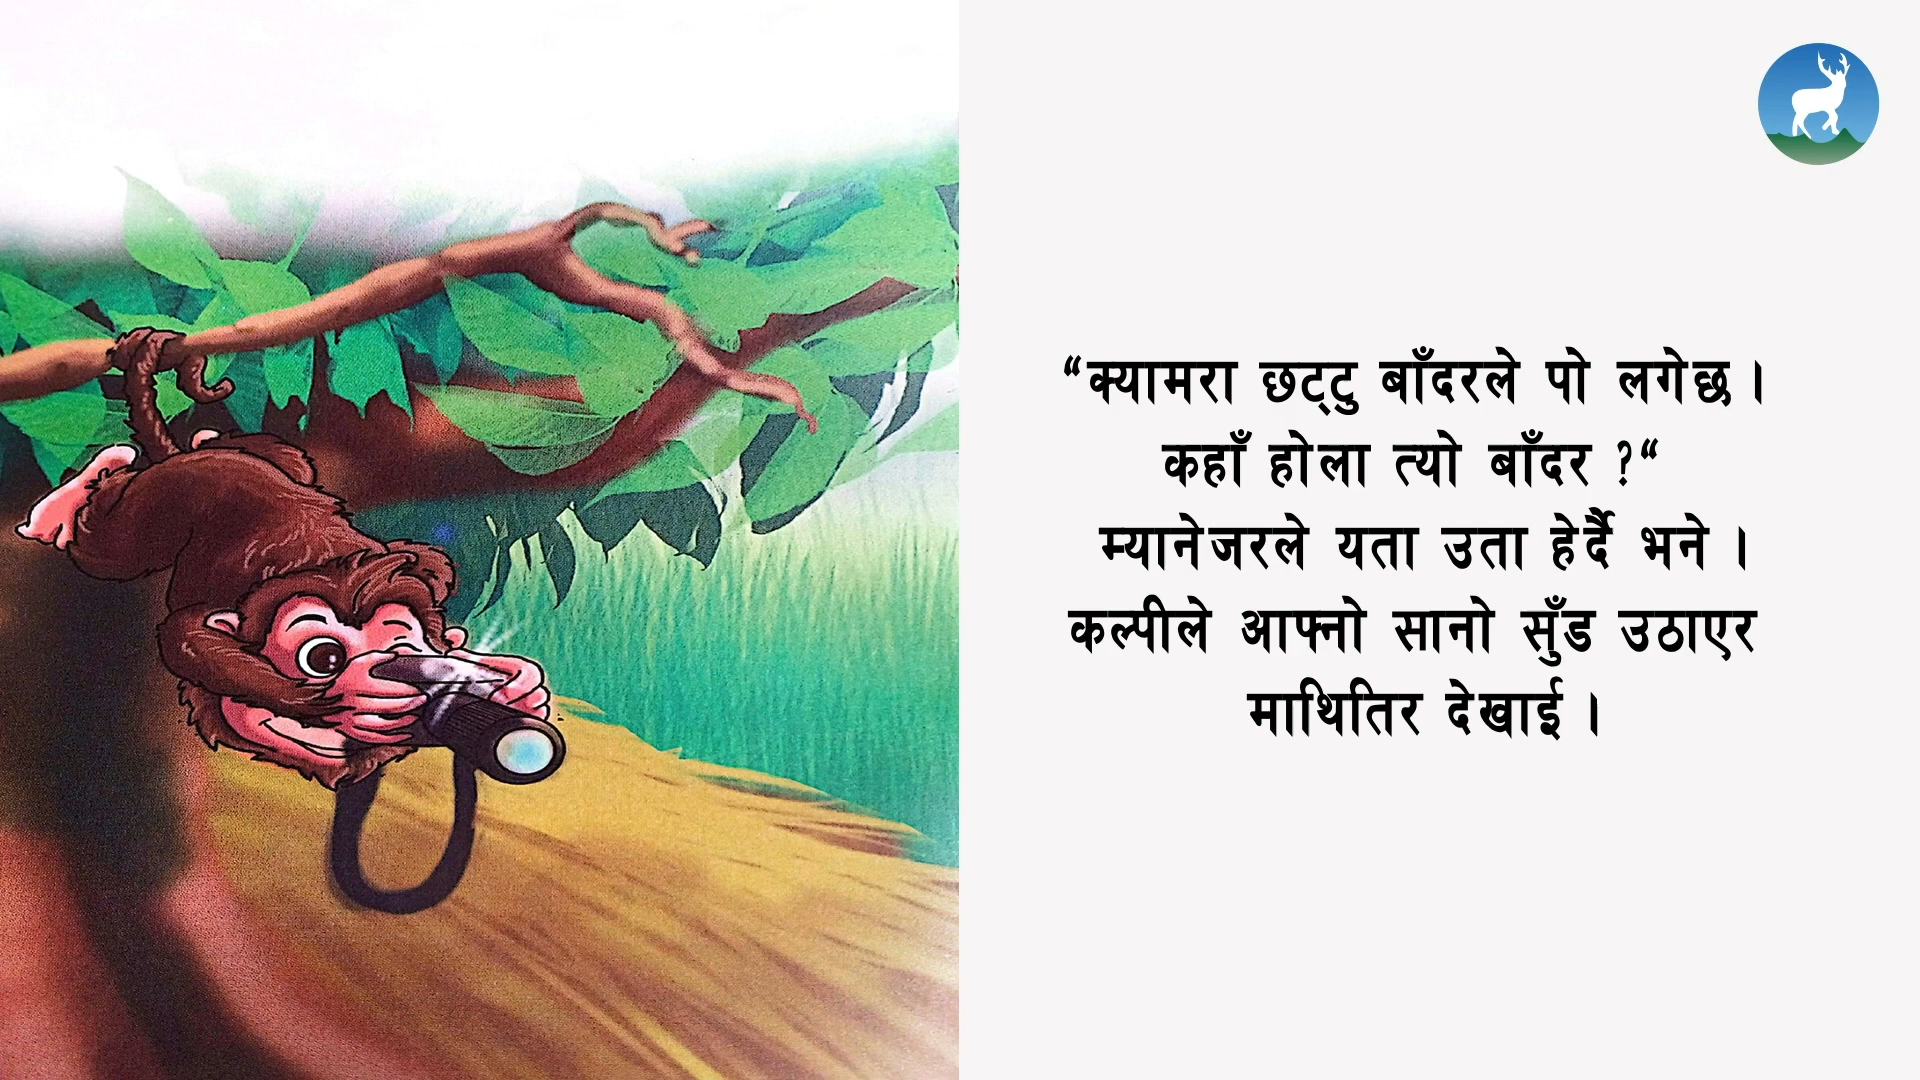 “क्यामरा छट्टु बाँदरले पो लगेछ ।
कहाँ होला त्यो बाँदर ?“
म्यानेजरले यता उता हेर्दै भने ।
कल्पीले आफ्नो सानो सुँड उठाएर
माथितिर देखाई ।